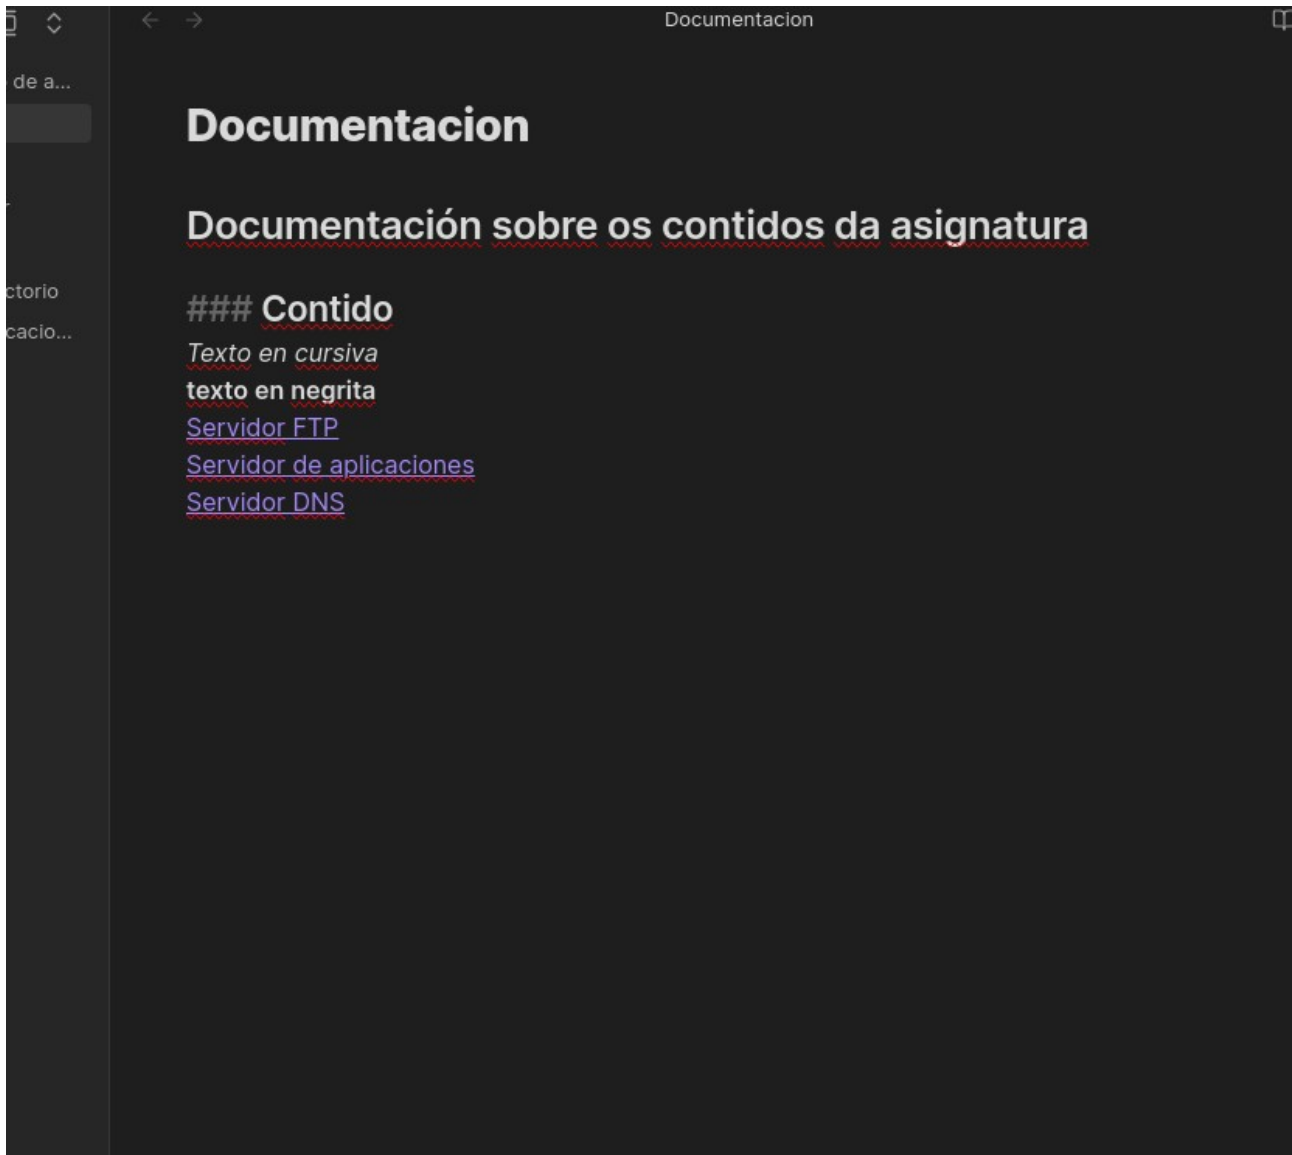 Documentacion
de a...
ctorio
cacio...
Documentacion
Documentación sobre os contidos da asignatura
### Contido
Texto en cursiva
texto en negrita
Servidor FTP
Servidor de aplicaciones
Servidor DNS